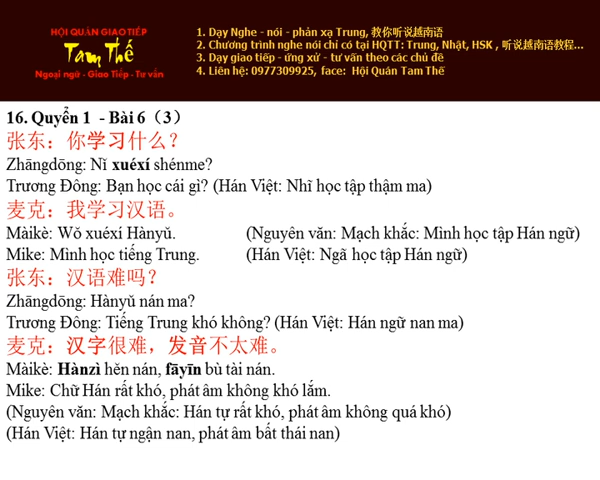 HỘI QUÁN GIAO TIẾP
Tam Thế
Ngoại ngữ - Giao Tiếp - Tư vấn
1. Dạy Nghe - nói - phản xạ Trung, 教你听说越南语
2. Chương trình nghe nói chỉ có tại HQTT: Trung, Nhật, HSK , 听说越南语教程...
3. Dạy giao tiếp - ứng xử - tư vấn theo các chủ đề
4. Liên hệ: 0977309925, face: Hội Quán Tam Thế
16. Quyển 1 - Bài 6（3）
张东：你学习什么？
Zhāngdōng: Nǐ xuéxí shénme?
Trương Đông: Bạn học cái gì? (Hán Việt: Nhĩ học tập thậm ma)
麦克：我学习汉语。
Màikè: Wǒ xuéxí Hànyǔ. (Nguyên văn: Mạch khắc: Mình học tập Hán ngữ)
Mike: Mình học tiếng Trung. (Hán Việt: Ngã học tập Hán ngữ)
张东：汉语难吗？
Zhāngdōng: Hànyǔ nán ma?
Trương Đông: Tiếng Trung khó không? (Hán Việt: Hán ngữ nan ma)
麦克：汉字很难，发音不太难。
Màikè: Hànzì hěn nán, fāyīn bù tài nán.
Mike: Chữ Hán rất khó, phát âm không khó lắm.
(Nguyên văn: Mạch khắc: Hán tự rất khó, phát âm không quá khó)
(Hán Việt: Hán tự ngận nan, phát âm bất thái nan)